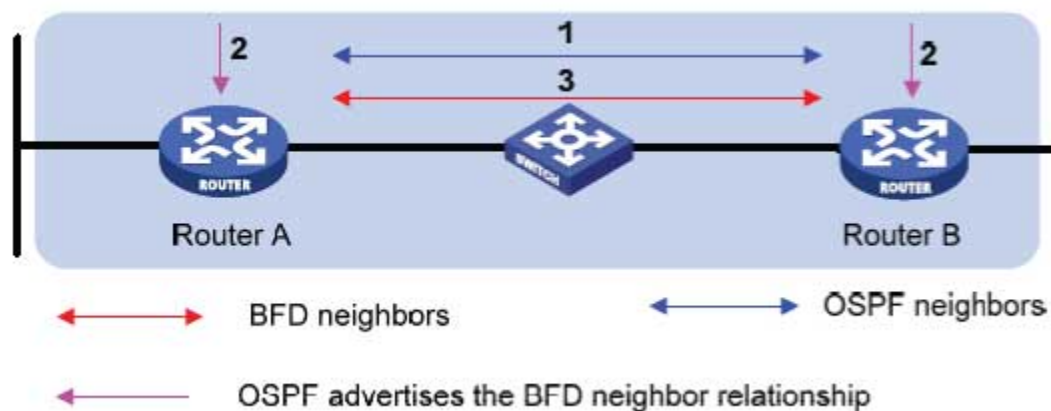 2
1
2
3
ROUTER
SWITCH
ROUTER
Router A
Router B
BFD neighbors
OSPF neighbors
OSPF advertises the BFD neighbor relationship